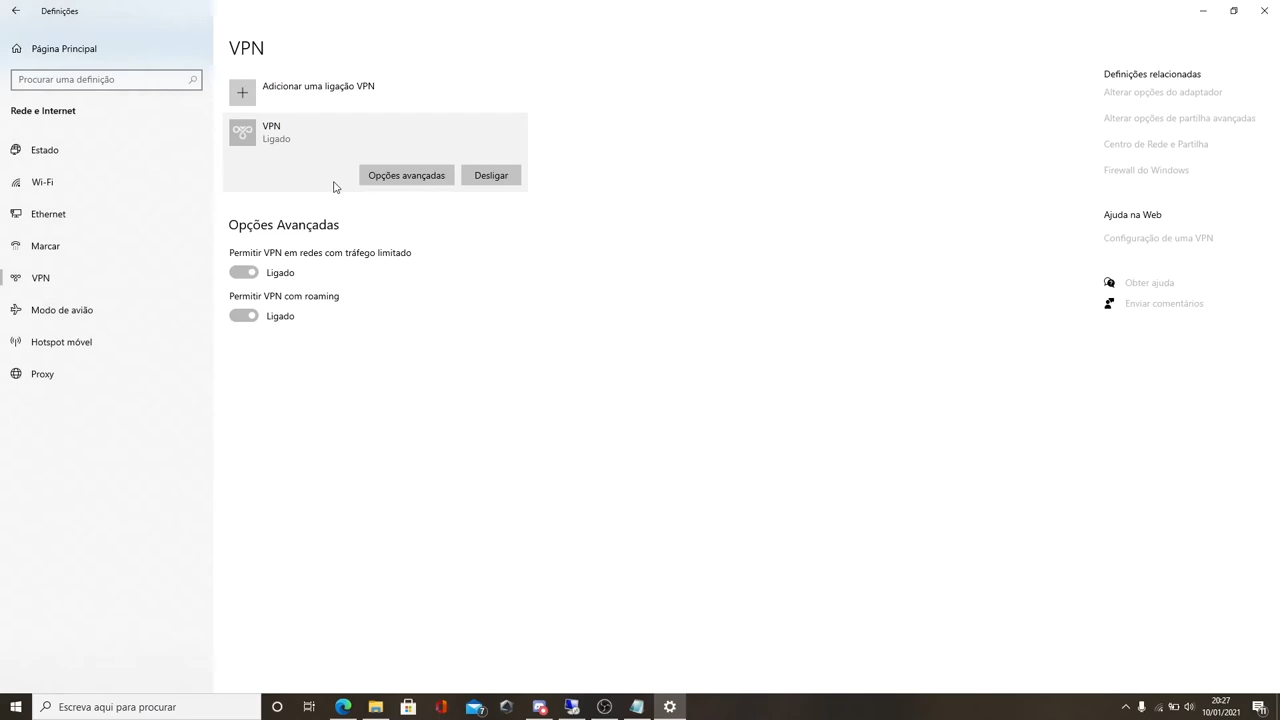 Definições
Página Principal
Procurar uma definição
Rede e Internet
Estado
Wi-Fi
Ethernet
Marcar
VPN
Modo de avião
Hotspot móvel
Proxy
VPN
Adicionar uma ligação VPN
VPN
Ligado
Opções avançadas
Desligar
Opções Avançadas
Permitir VPN em redes com tráfego limitado
Ligado
Permitir VPN com roaming
Ligado
Definições relacionadas
Alterar opções do adaptador
Alterar opções de partilha avançadas
Centro de Rede e Partilha
Firewall do Windows
Ajuda na Web
Configuração de uma VPN
Obter ajuda
Enviar comentários
Escreva aqui para procurar
7
20:27
10/01/2021
11